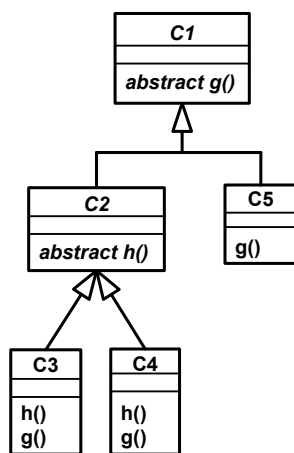 C1
abstract g()
C2
abstract h()
C5
g()
C3
h()
g()
C4
h()
g()